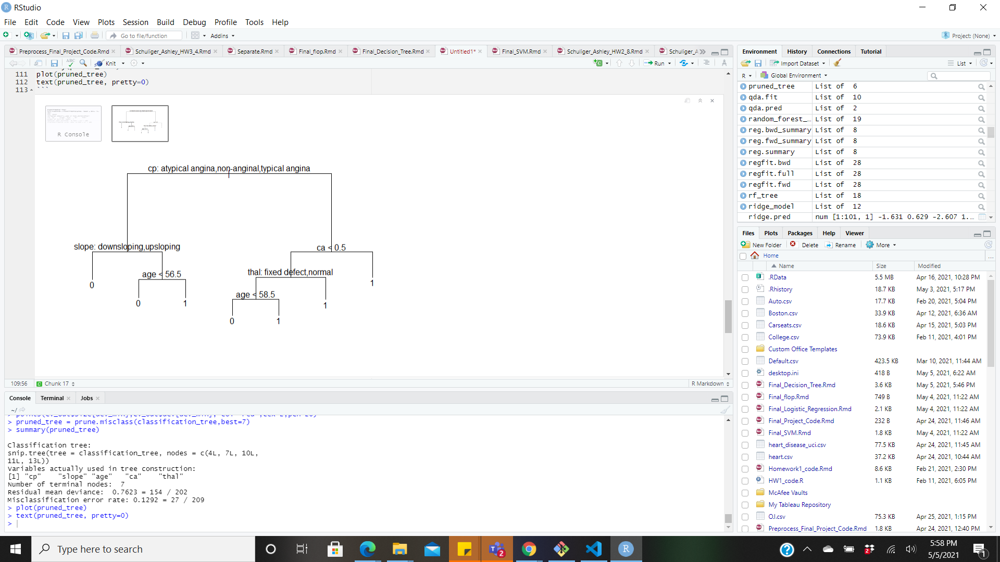 RStudio
File Edit Code View Plots Session Build Debug Profile Tools Help
Go to file/function Addins Project: (None)
Preprocess_Final_Project_Code.Rmd Schuliger_Ashley_HW3_4.Rmd Separate.Rmd Final_flop.Rmd Final_Decision_Tree.Rmd Untitled1* Final_SVM.Rmd Schuliger_Ashley_HW2_8.Rmd Schuliger_A
ABC Knit Run
111 plot(pruned_tree)
112 text(pruned_tree, pretty=0)
113 ```
R Console
cp: atypical angina,non-anginal,typical angina
slope: downsloping,upsloping
ca < 0.5
age < 56.5
thal: fixed defect,normal
0
1
age < 58.5
0
1
1
0
1
109:56 Chunk 17 R Markdown
Console Terminal Jobs
~/
> pruned_tree = prune.misclass(classification_tree,best=7)
> summary(pruned_tree)
Classification tree:
snip.tree(tree = classification_tree, nodes = c(4L, 7L, 10L,
11L, 13L))
Variables actually used in tree construction:
[1] "cp" "slope" "age" "ca" "thal"
Number of terminal nodes: 7
Residual mean deviance: 0.7623 = 154 / 202
Misclassification error rate: 0.1292 = 27 / 209
> plot(pruned_tree)
> text(pruned_tree, pretty=0)
>
Environment History Connections Tutorial
Import Dataset List
R Global Environment
pruned_tree List of 6
qda.fit List of 10
qda.pred List of 2
random_forest_… List of 19
reg.bwd_summary List of 8
reg.fwd_summary List of 8
reg.summary List of 8
regfit.bwd List of 28
regfit.full List of 28
regfit.fwd List of 28
rf_tree List of 18
ridge_model List of 12
ridge.pred num [1:101, 1] -1.631 0.629 -2.607 1.…
Files Plots Packages Help Viewer
New Folder Delete Rename More
Home ...
Name Size Modified
.RData 5.5 MB Apr 16, 2021, 10:28 PM
.Rhistory 18.7 KB May 3, 2021, 5:17 PM
Auto.csv 17.7 KB Feb 20, 2021, 5:04 PM
Boston.csv 33.9 KB Apr 12, 2021, 6:36 AM
Carseats.csv 18.6 KB Apr 15, 2021, 5:03 PM
College.csv 73.9 KB Feb 11, 2021, 4:01 PM
Custom Office Templates
Default.csv 423.5 KB Mar 10, 2021, 11:44 AM
desktop.ini 418 B May 5, 2021, 6:22 AM
Final_Decision_Tree.Rmd 3.6 KB May 5, 2021, 5:46 PM
Final_flop.Rmd 749 B May 4, 2021, 11:22 AM
Final_Logistic_Regression.Rmd 2.1 KB May 4, 2021, 11:22 AM
Final_Project_Code.Rmd 232 B Apr 24, 2021, 11:46 AM
Final_SVM.Rmd 1.8 KB May 4, 2021, 11:22 AM
heart_disease_uci.csv 77.5 KB Apr 24, 2021, 11:45 AM
heart.csv 37.2 KB Apr 24, 2021, 10:44 AM
Homework1_code.Rmd 8.6 KB Feb 21, 2021, 2:30 PM
HW1_code.R 1.1 KB Feb 11, 2021, 6:05 PM
McAfee Vaults
My Tableau Repository
OJ.csv 75.3 KB Apr 25, 2021, 1:15 PM
Preprocess_Final_Project_Code.Rmd 1.8 KB Apr 24, 2021, 12:40 PM
Type here to search
2
5:58 PM
5/5/2021
1